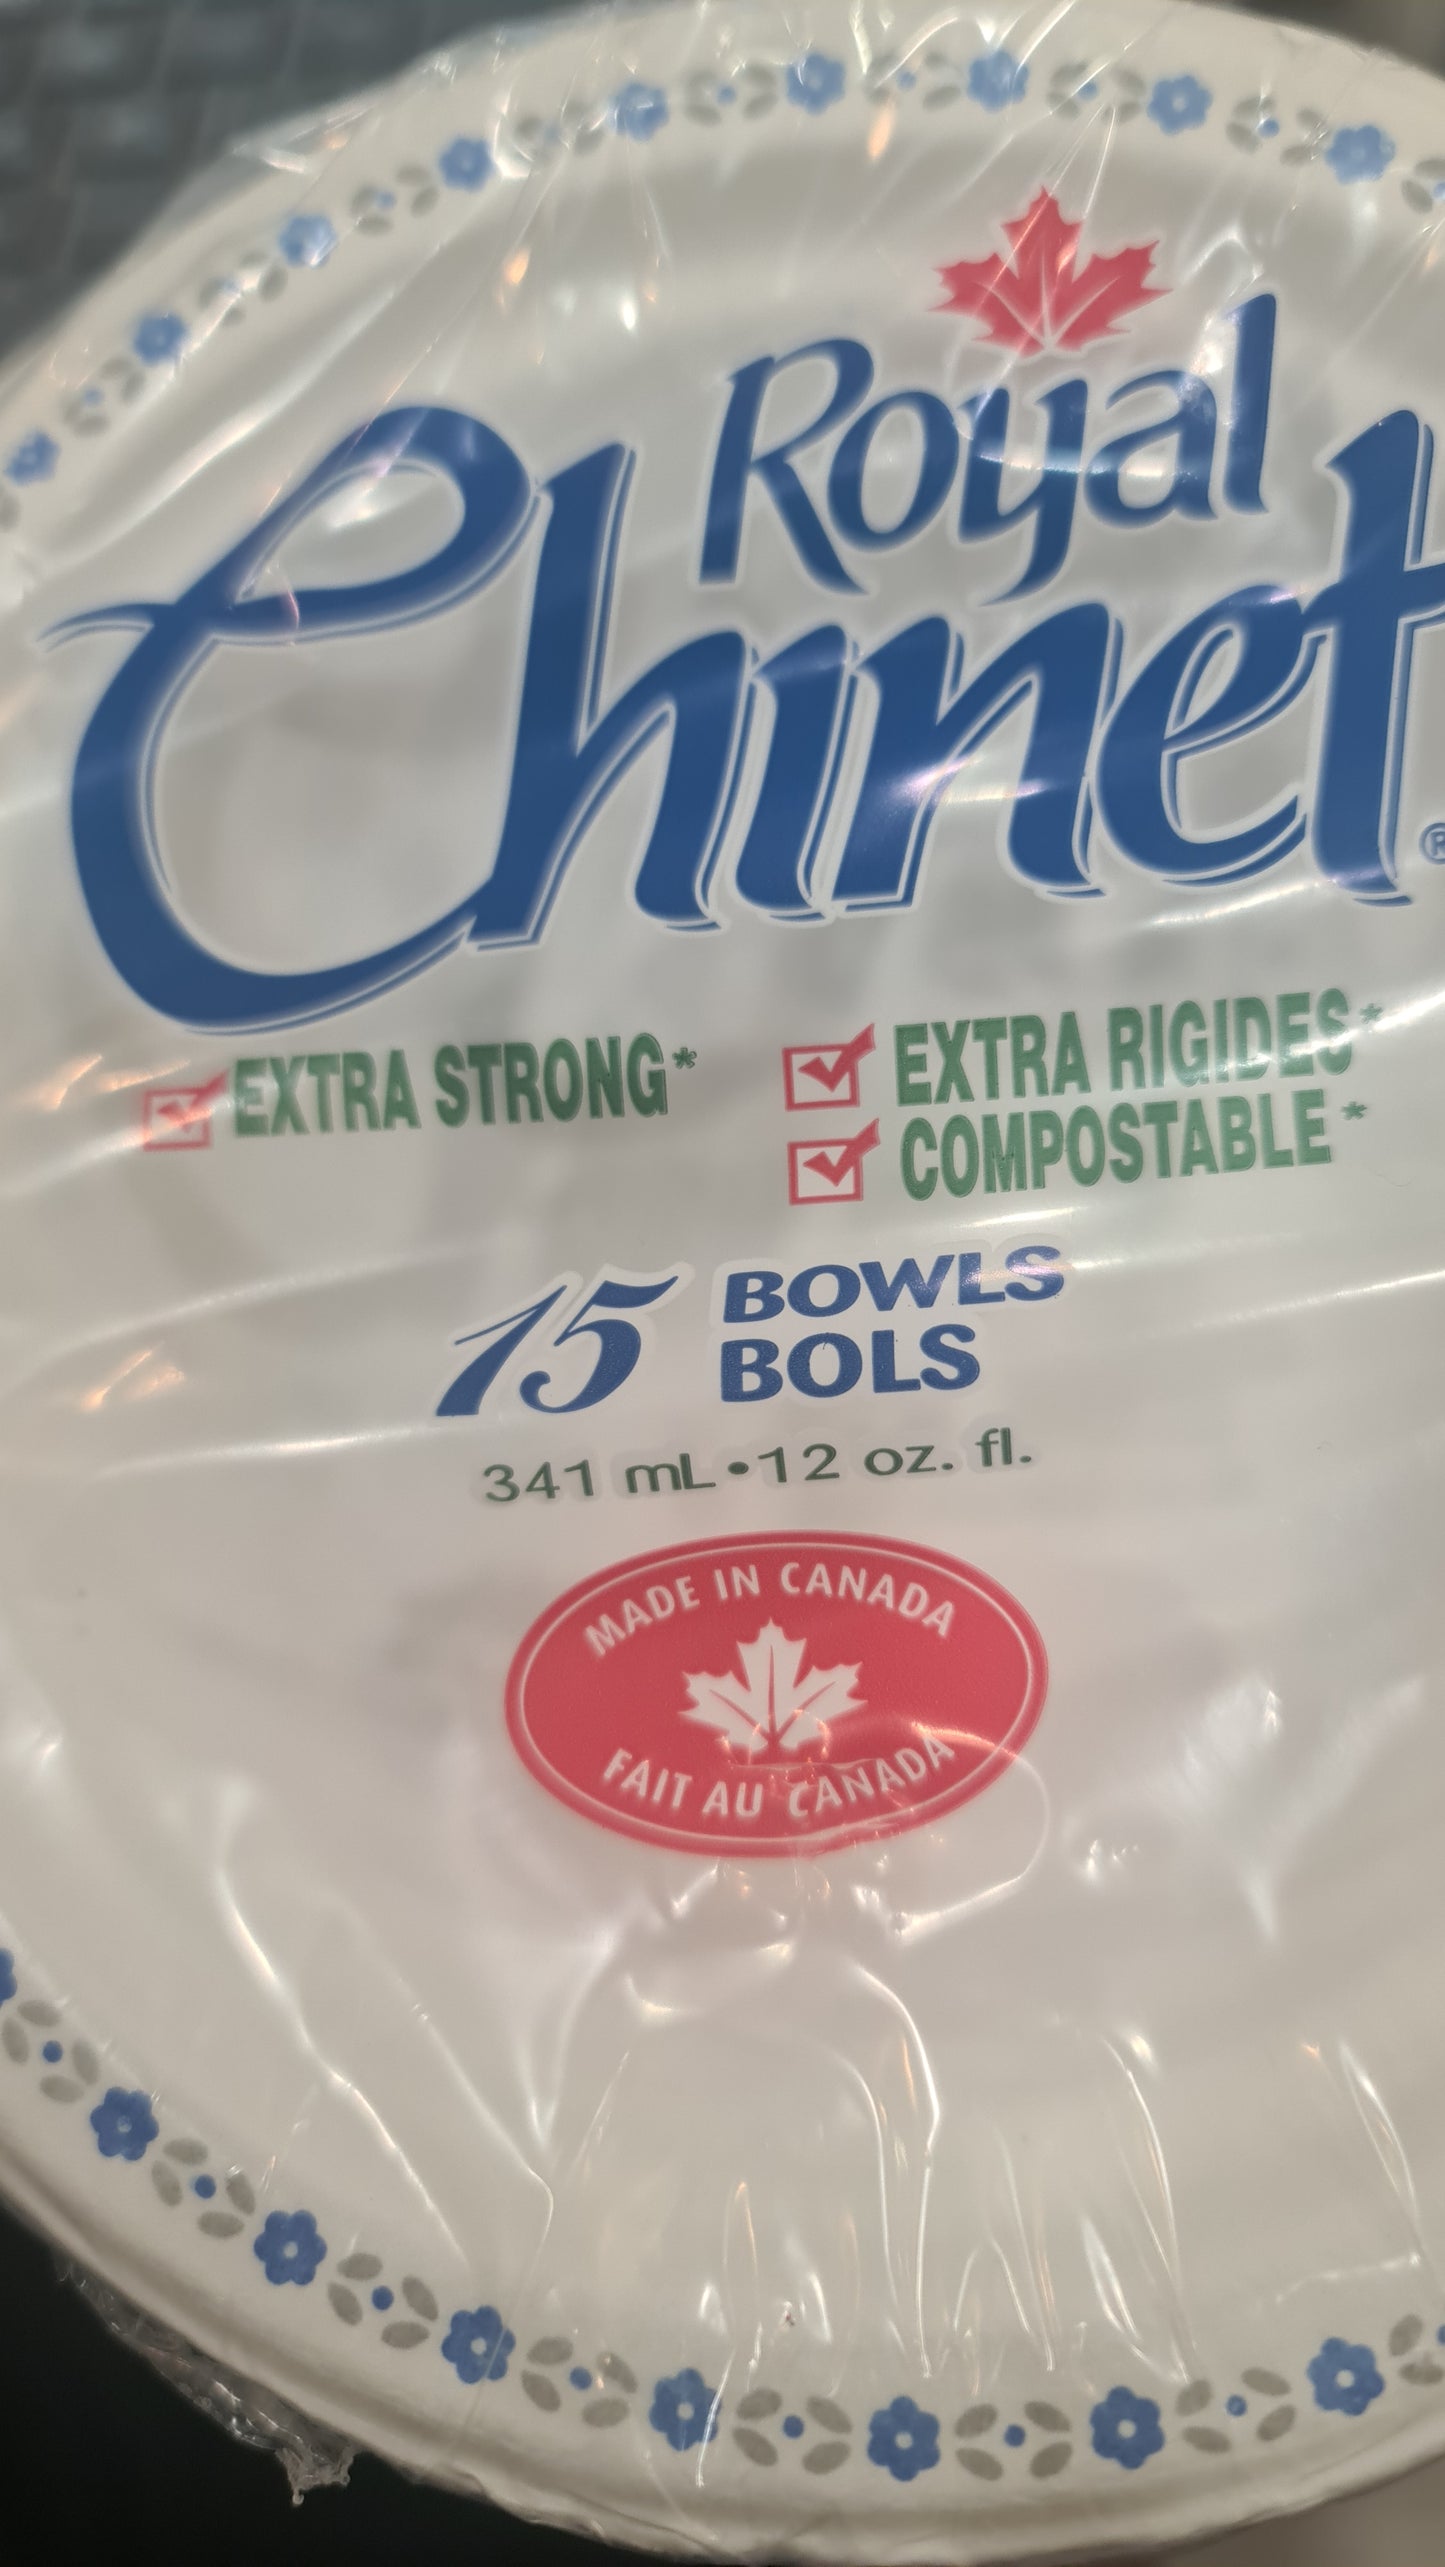 Royal
Chinet®
EXTRA STRONG*
EXTRA RIGIDES*
COMPOSTABLE*
15 BOWLS
BOLS
341 mL•12 oz. fl.
MADE IN CANADA
FAIT AU CANADA